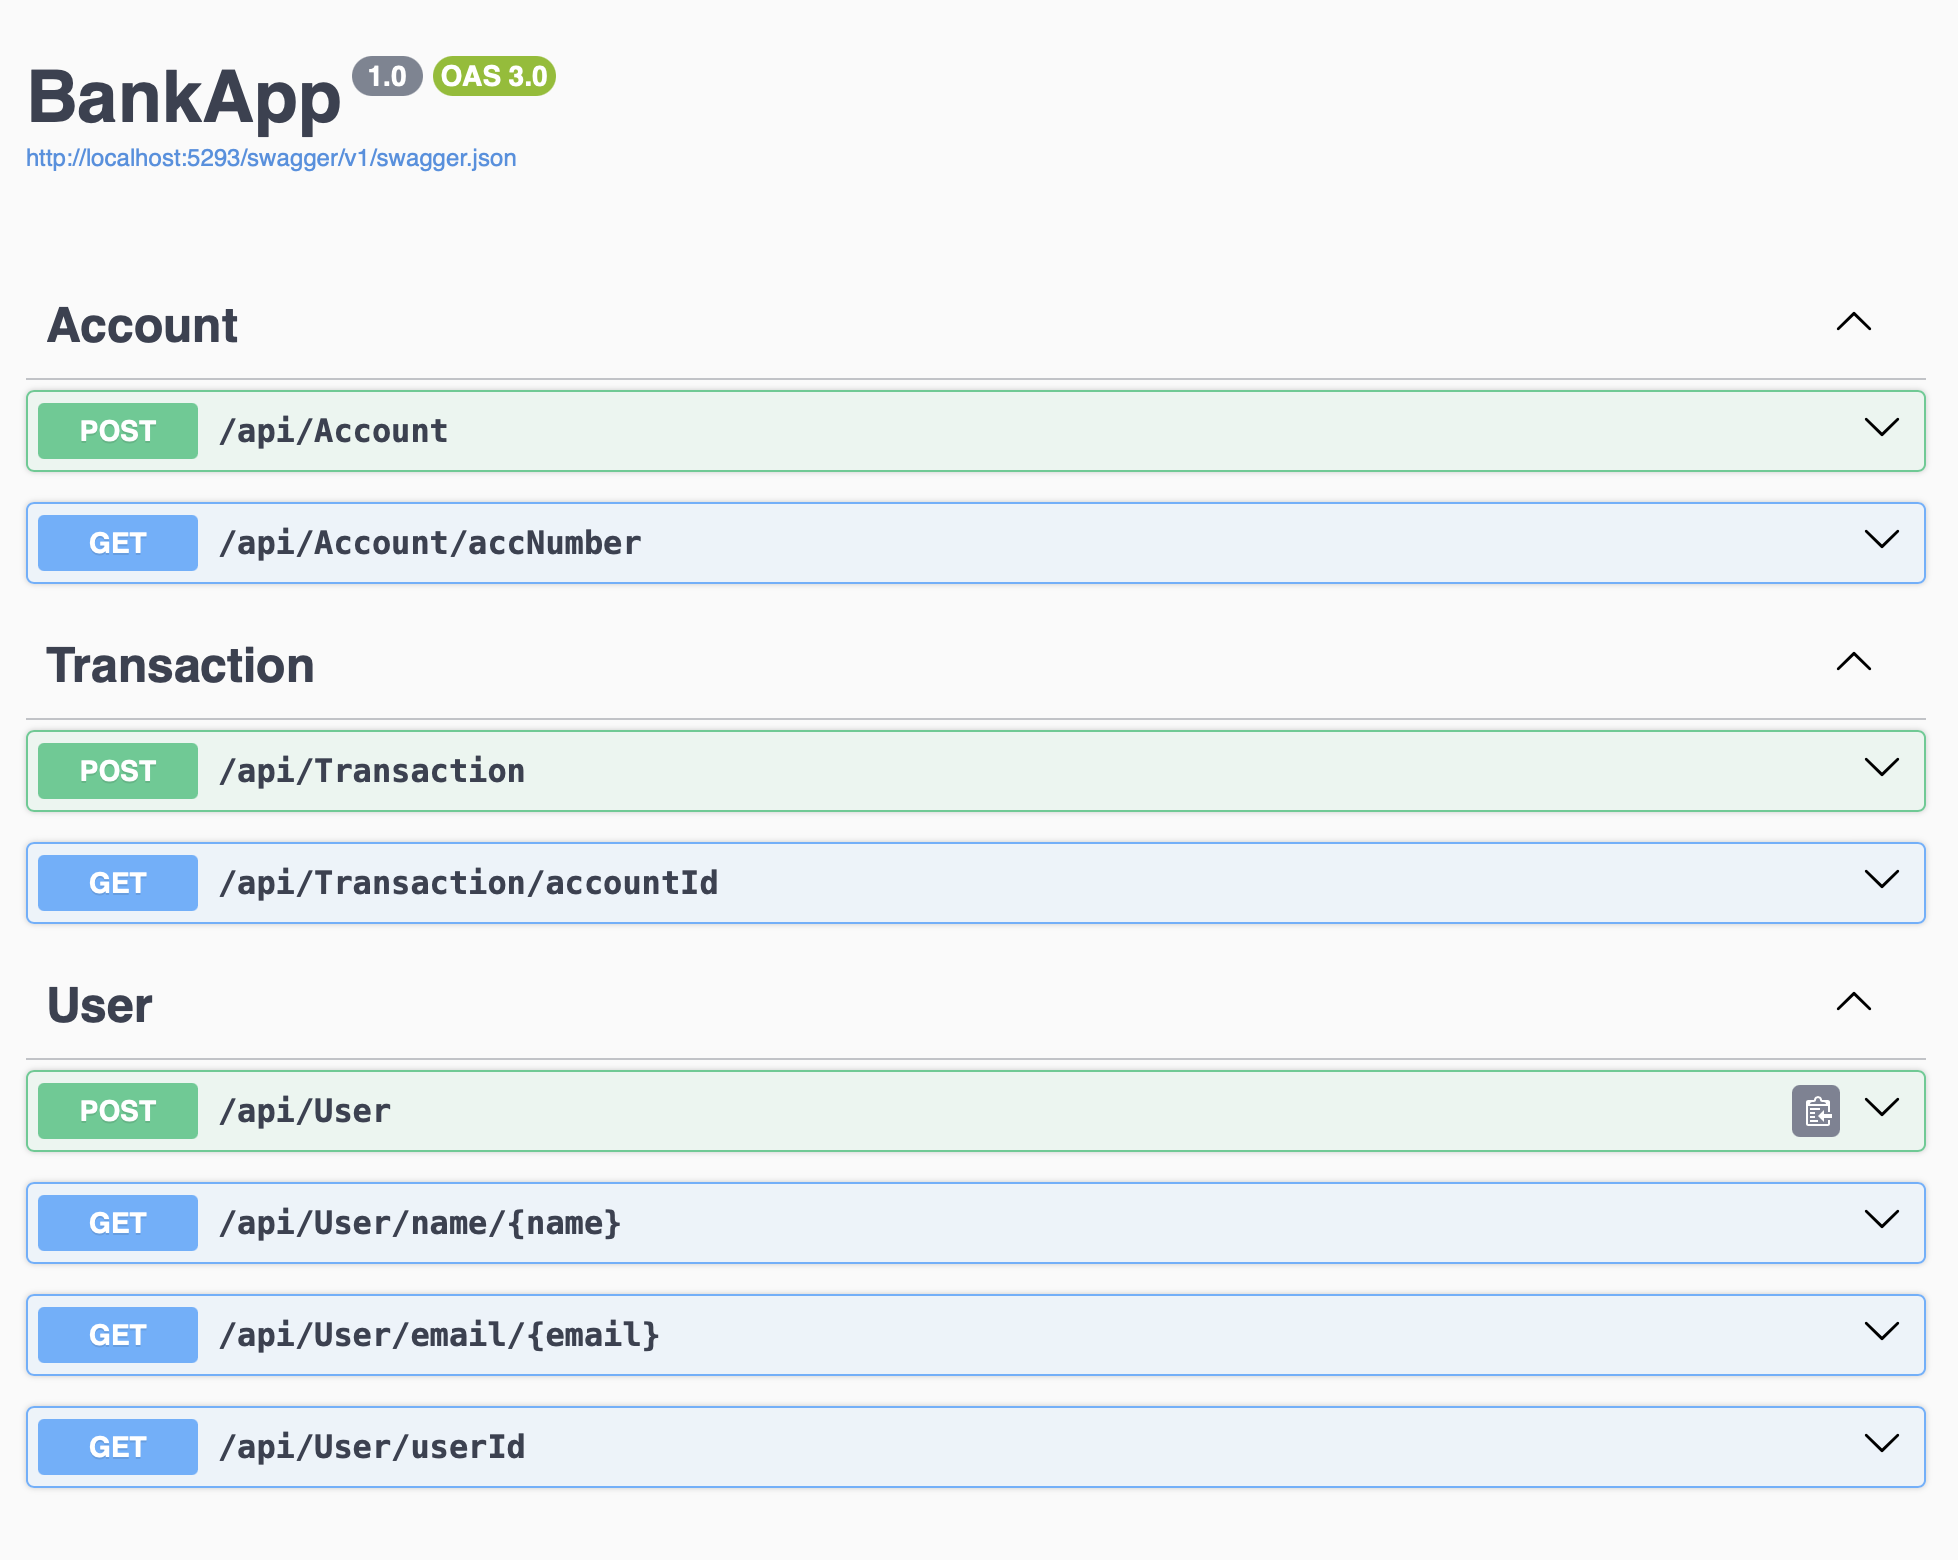 BankApp 1.0 OAS 3.0
http://localhost:5293/swagger/v1/swagger.json
Account
POST /api/Account
GET /api/Account/accNumber
Transaction
POST /api/Transaction
GET /api/Transaction/accountId
User
POST /api/User
GET /api/User/name/{name}
GET /api/User/email/{email}
GET /api/User/userId